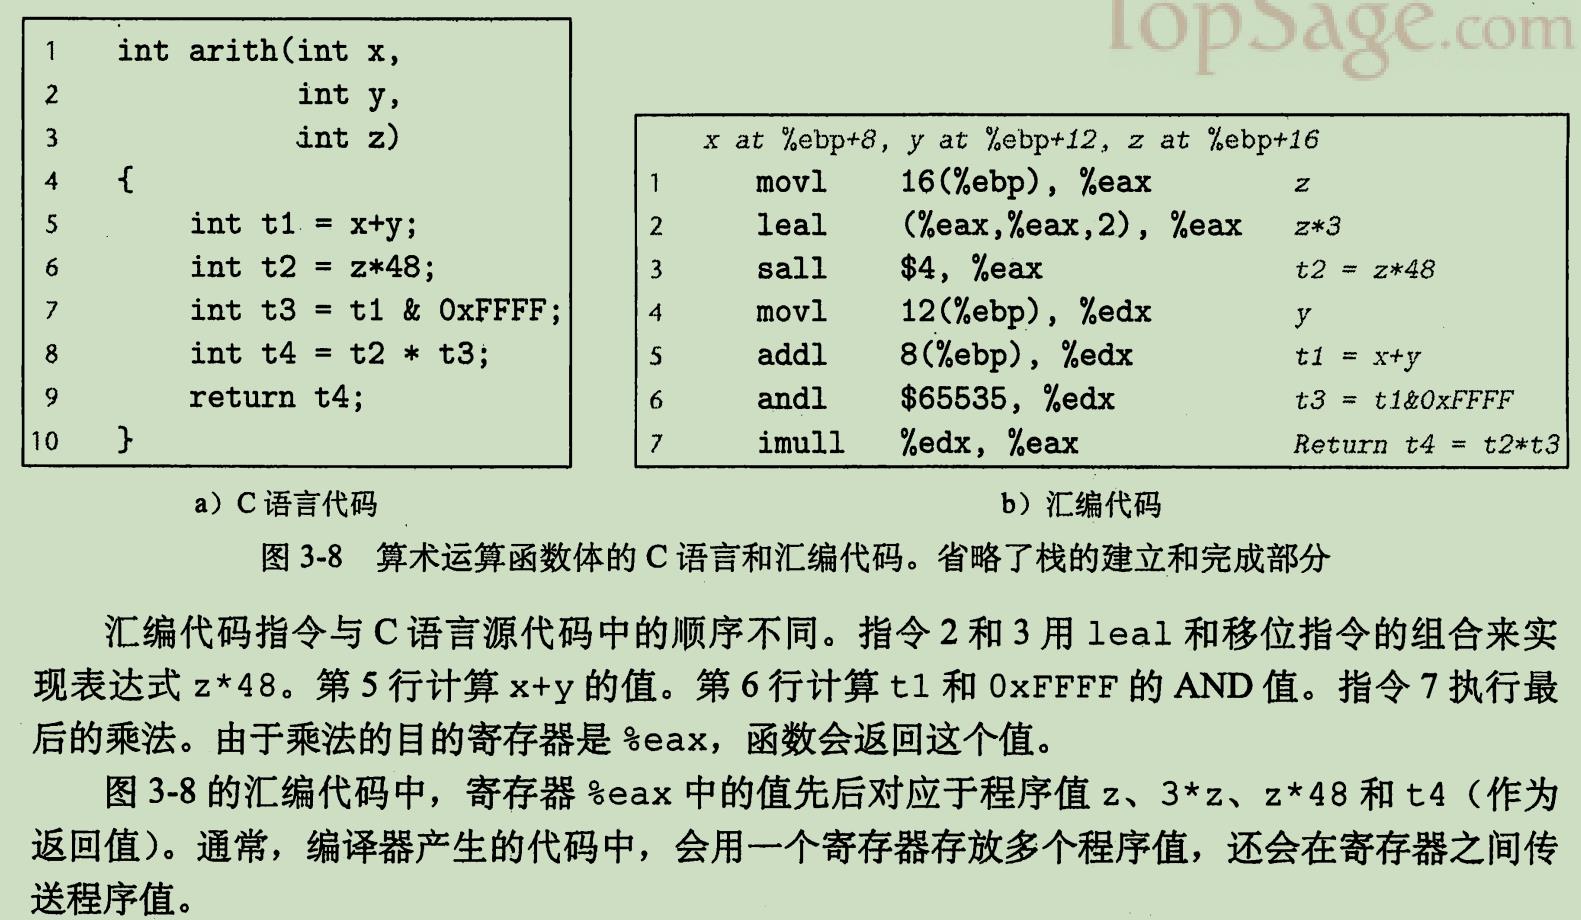 TopSage.com
1 int arith(int x,
2 int y,
3 int z)
4 {
5 int t1 = x+y;
6 int t2 = z*48;
7 int t3 = t1 & 0xFFFF;
8 int t4 = t2 * t3;
9 return t4;
10 }
a）C 语言代码
x at %ebp+8, y at %ebp+12, z at %ebp+16
1 movl 16(%ebp), %eax z
2 leal (%eax,%eax,2), %eax z*3
3 sall $4, %eax t2 = z*48
4 movl 12(%ebp), %edx y
5 addl 8(%ebp), %edx t1 = x+y
6 andl $65535, %edx t3 = t1&0xFFFF
7 imull %edx, %eax Return t4 = t2*t3
b）汇编代码
图 3-8 算术运算函数体的 C 语言和汇编代码。省略了栈的建立和完成部分
汇编代码指令与 C 语言源代码中的顺序不同。指令 2 和 3 用 leal 和移位指令的组合来实
现表达式 z*48。第 5 行计算 x+y 的值。第 6 行计算 t1 和 0xFFFF 的 AND 值。指令 7 执行最
后的乘法。由于乘法的目的寄存器是 %eax，函数会返回这个值。
图 3-8 的汇编代码中，寄存器 %eax 中的值先后对应于程序值 z、3*z、z*48 和 t4（作为
返回值）。通常，编译器产生的代码中，会用一个寄存器存放多个程序值，还会在寄存器之间传
送程序值。